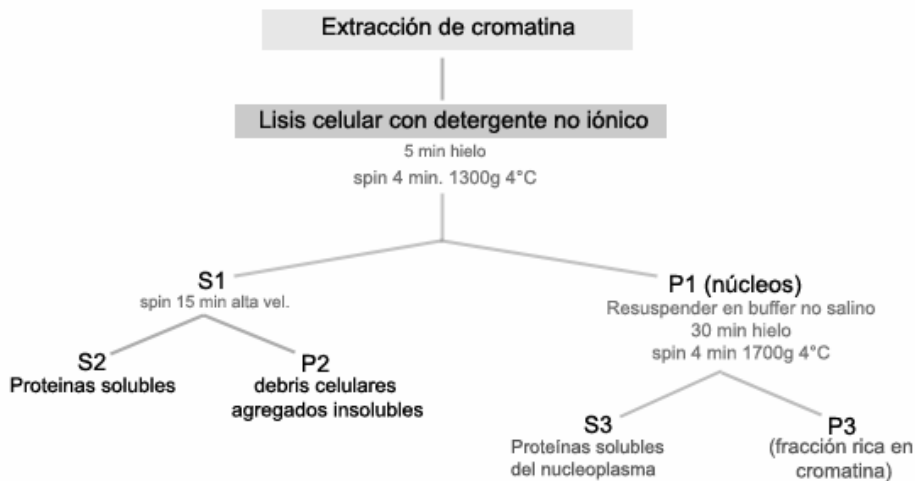 Extracción de cromatina
Lisis celular con detergente no iónico
5 min hielo
spin 4 min. 1300g 4°C
S1
spin 15 min alta vel.
S2
Proteinas solubles
P2
debris celulares
agregados insolubles
P1 (núcleos)
Resuspender en buffer no salino
30 min hielo
spin 4 min 1700g 4°C
S3
Proteínas solubles
del nucleoplasma
P3
(fracción rica en
cromatina)